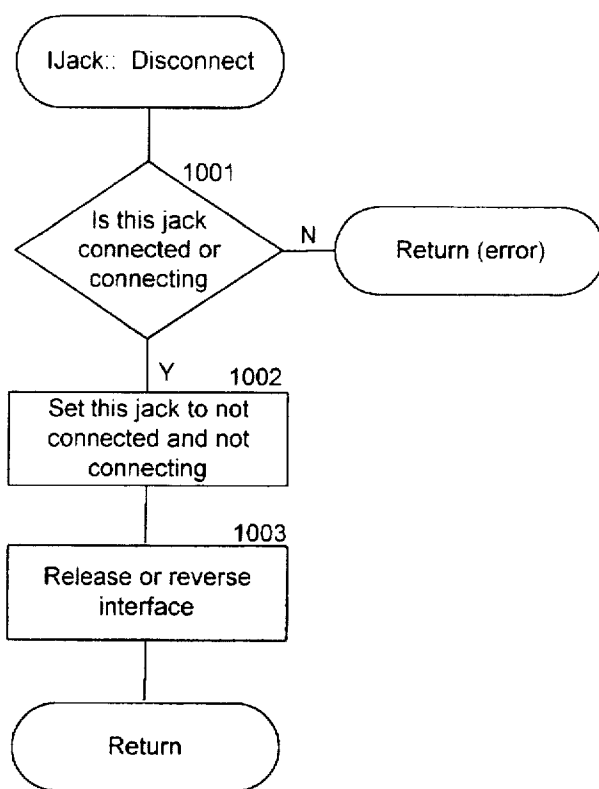 IJack:: Disconnect
1001
Is this jack
connected or
connecting
N
Return (error)
Y
1002
Set this jack to not
connected and not
connecting
1003
Release or reverse
interface
Return